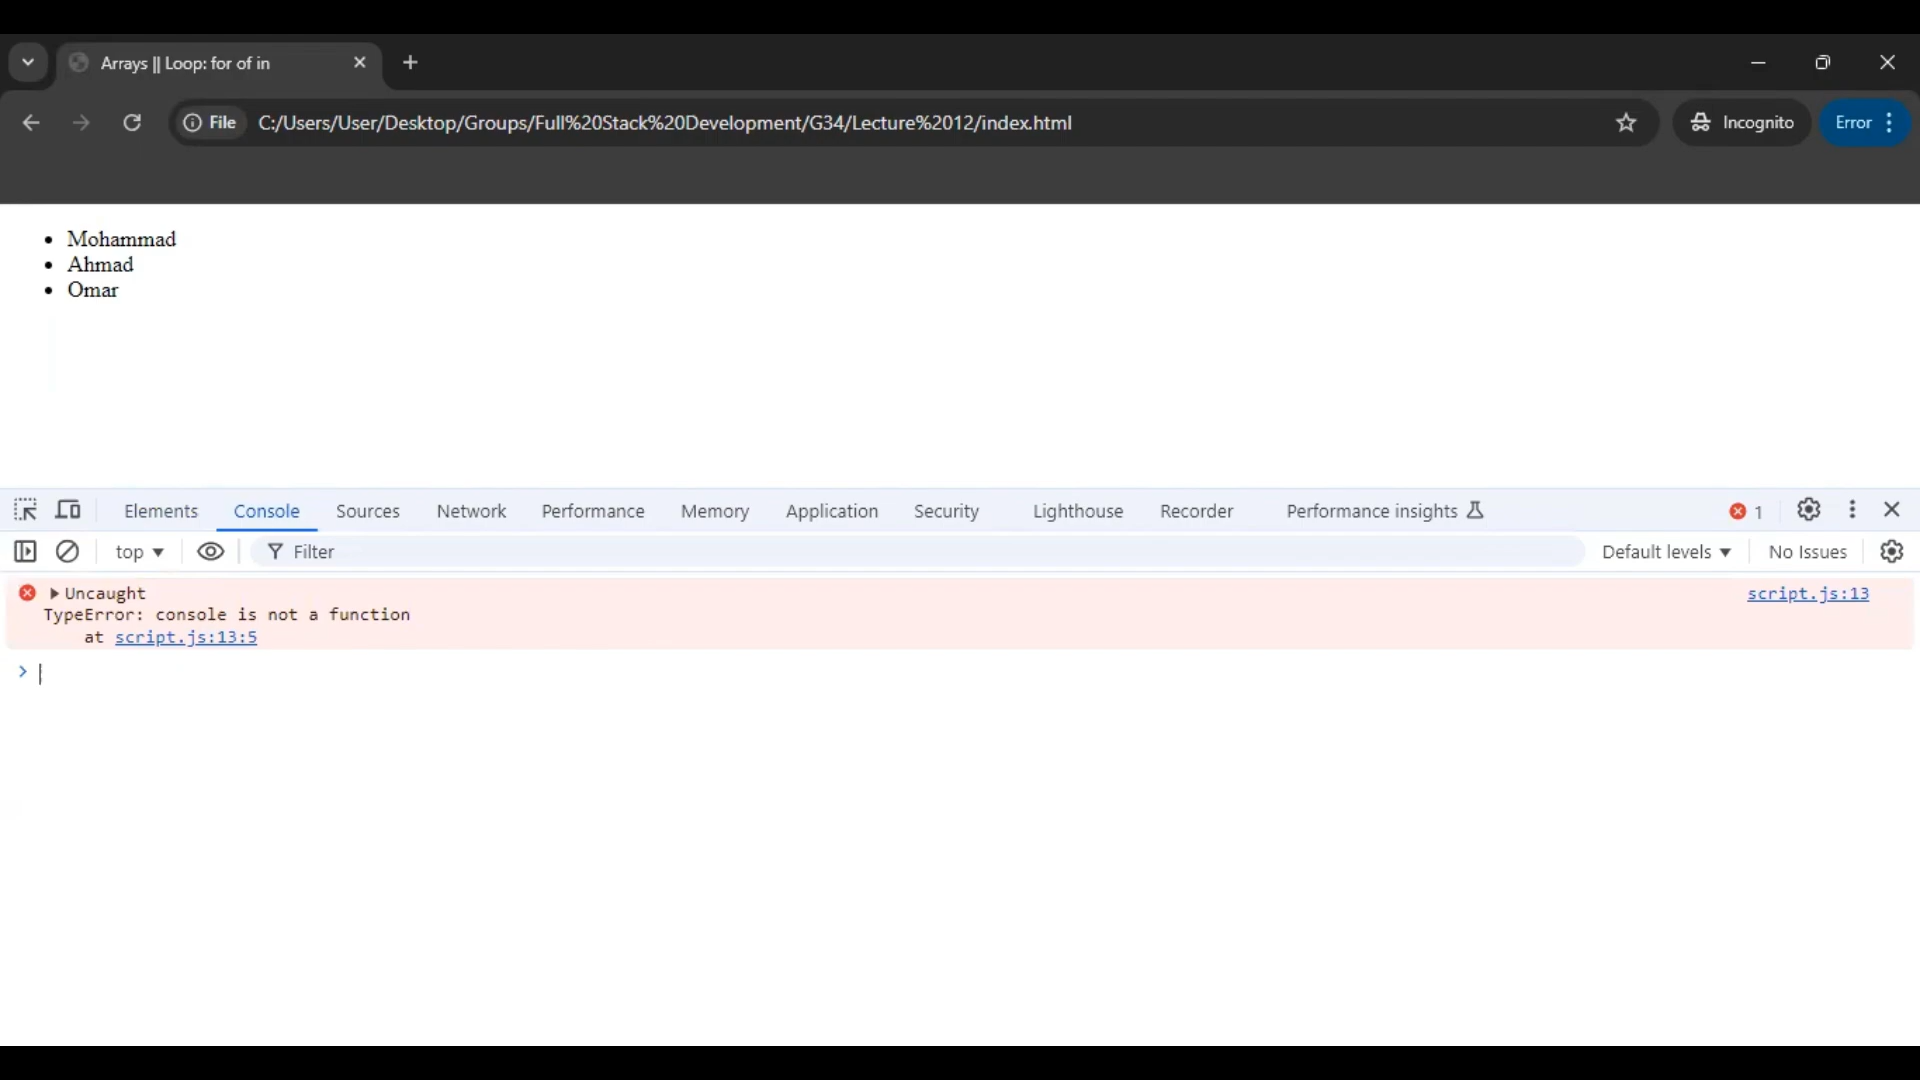 Arrays || Loop: for of in
File C:/Users/User/Desktop/Groups/Full%20Stack%20Development/G34/Lecture%2012/index.html Incognito Error
Mohammad
Ahmad
Omar
Elements Console Sources Network Performance Memory Application Security Lighthouse Recorder Performance insights 1
top Filter Default levels No Issues
Uncaught script.js:13
TypeError: console is not a function
at script.js:13:5